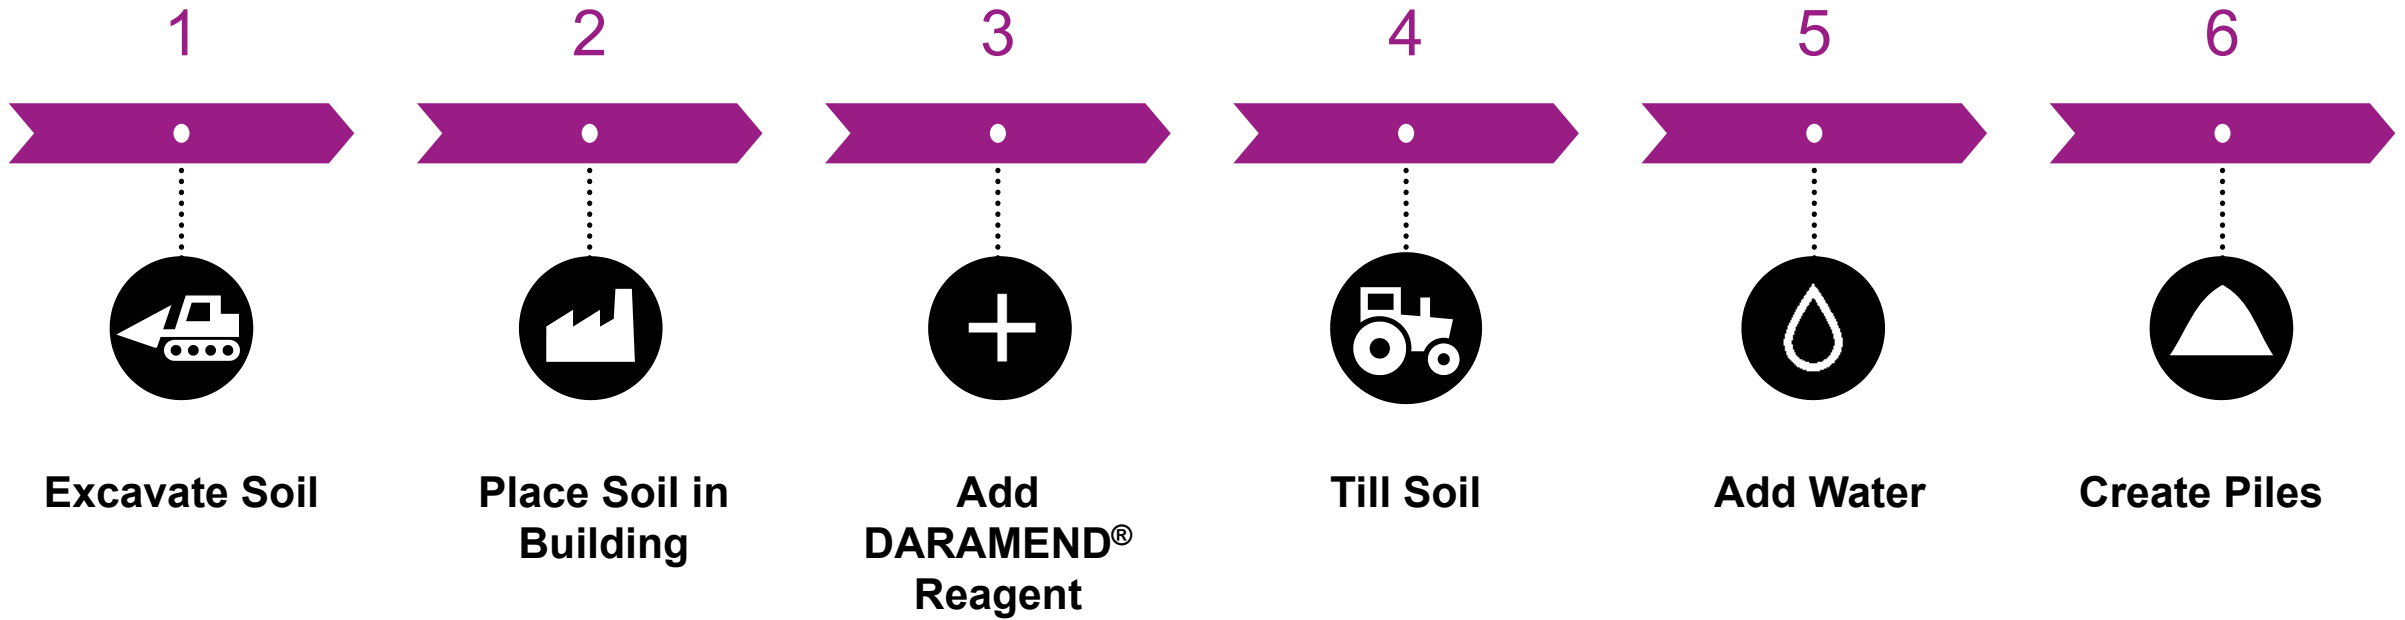 1
2
3
4
5
6
Excavate Soil
Place Soil in
Building
Add
DARAMEND®
Reagent
Till Soil
Add Water
Create Piles